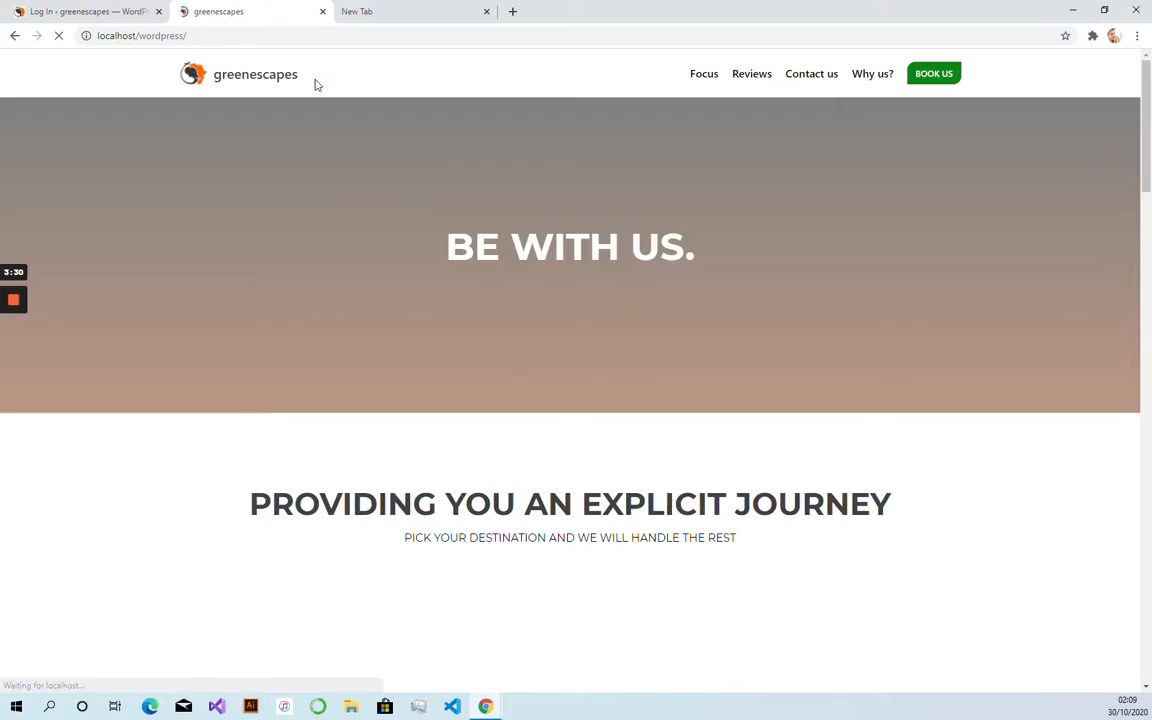 Log In ‹ greenescapes — WordPr
greenescapes
New Tab
localhost/wordpress/
greenescapes
Focus
Reviews
Contact us
Why us?
BOOK US
BE WITH US.
3:30
PROVIDING YOU AN EXPLICIT JOURNEY
PICK YOUR DESTINATION AND WE WILL HANDLE THE REST
Waiting for localhost...
Ai
02:09
30/10/2020